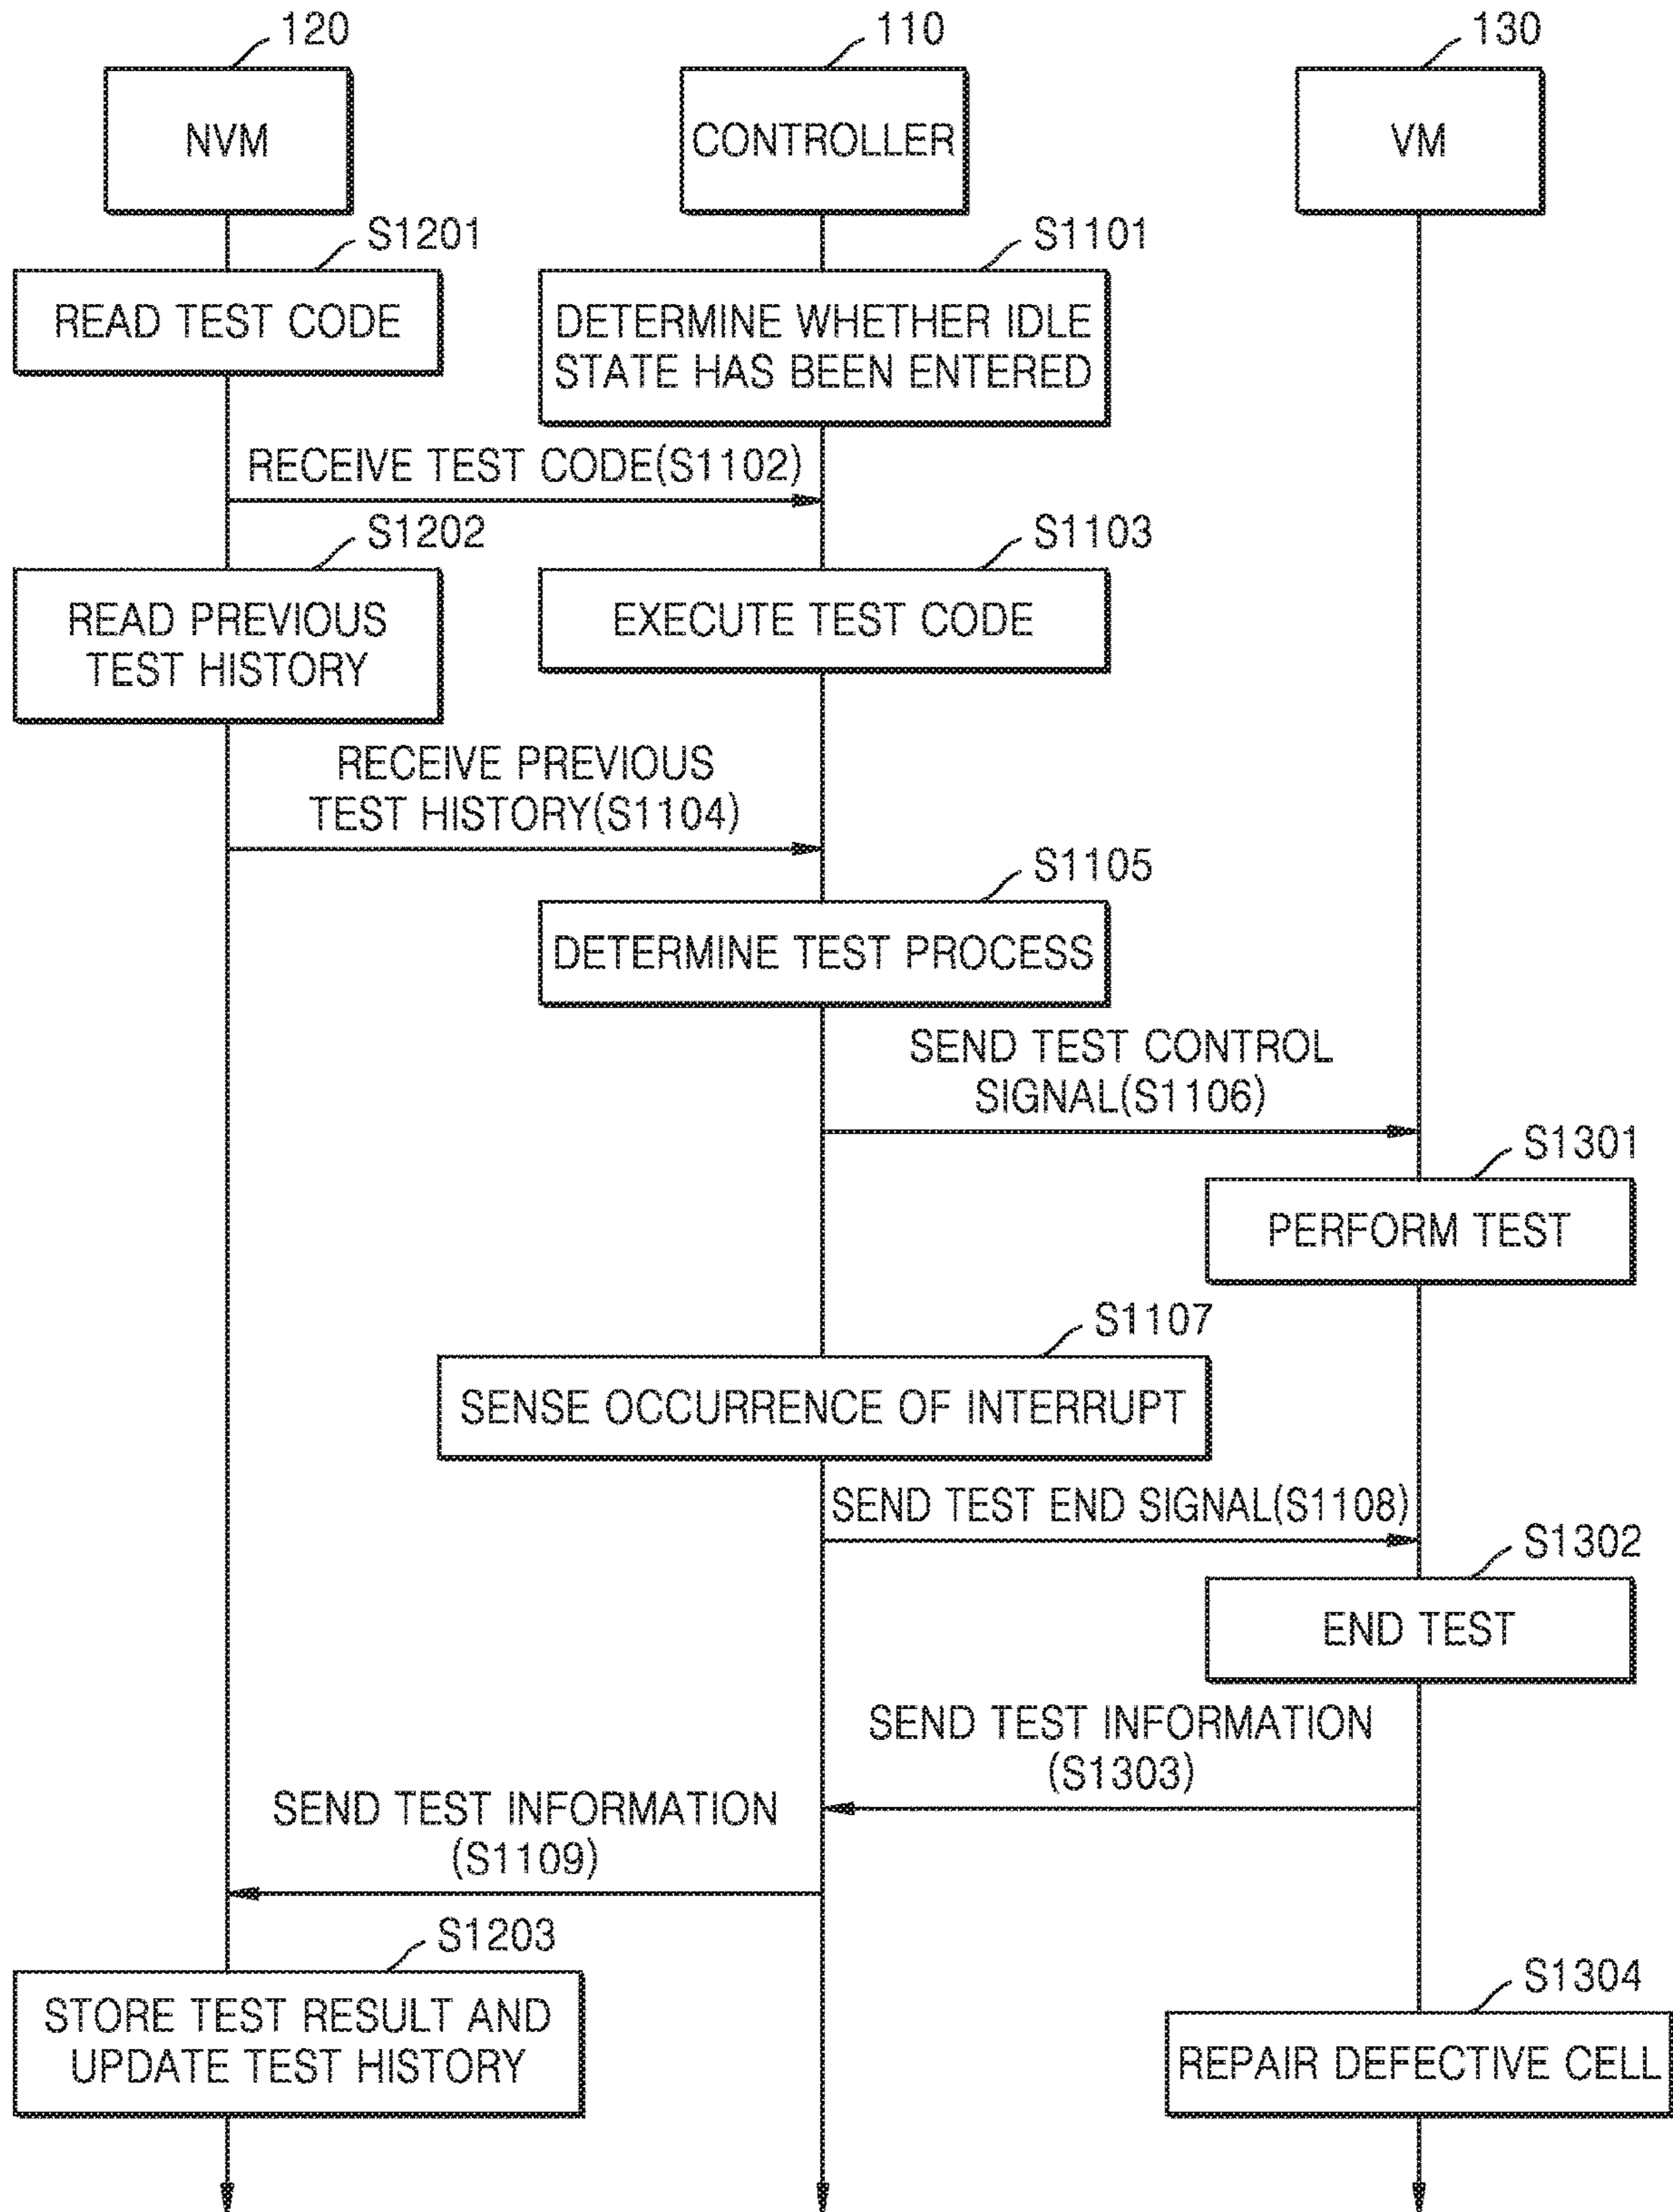 120
110
130
NVM
CONTROLLER
VM
S1201
S1101
READ TEST CODE
DETERMINE WHETHER IDLE
STATE HAS BEEN ENTERED
RECEIVE TEST CODE(S1102)
S1202
S1103
READ PREVIOUS
TEST HISTORY
EXECUTE TEST CODE
RECEIVE PREVIOUS
TEST HISTORY(S1104)
S1105
DETERMINE TEST PROCESS
SEND TEST CONTROL
SIGNAL(S1106)
S1301
PERFORM TEST
S1107
SENSE OCCURRENCE OF INTERRUPT
SEND TEST END SIGNAL(S1108)
S1302
END TEST
SEND TEST INFORMATION
(S1303)
SEND TEST INFORMATION
(S1109)
S1203
STORE TEST RESULT AND
UPDATE TEST HISTORY
S1304
REPAIR DEFECTIVE CELL